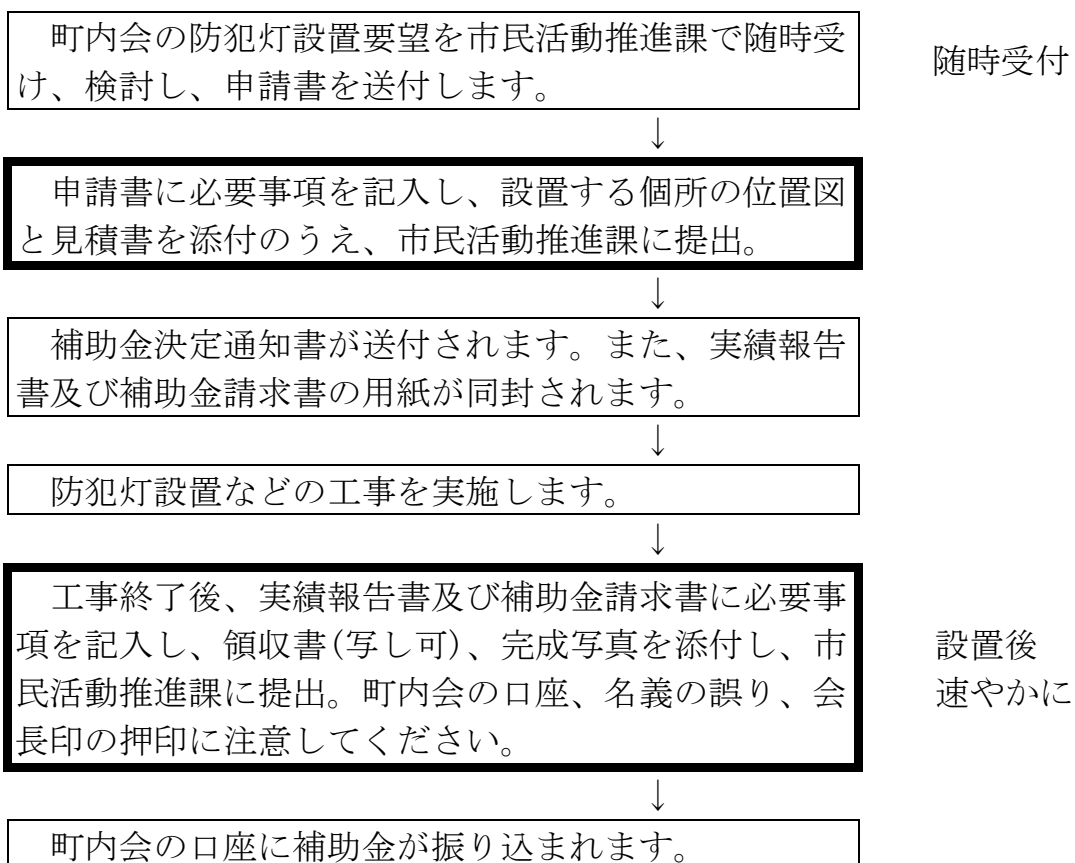 町内会の防犯灯設置要望を市民活動推進課で随時受
け、検討し、申請書を送付します。
随時受付
↓
申請書に必要事項を記入し、設置する個所の位置図
と見積書を添付のうえ、市民活動推進課に提出。
↓
補助金決定通知書が送付されます。また、実績報告
書及び補助金請求書の用紙が同封されます。
↓
防犯灯設置などの工事を実施します。
↓
工事終了後、実績報告書及び補助金請求書に必要事
項を記入し、領収書(写し可)、完成写真を添付し、市
民活動推進課に提出。町内会の口座、名義の誤り、会
長印の押印に注意してください。
設置後
速やかに
↓
町内会の口座に補助金が振り込まれます。